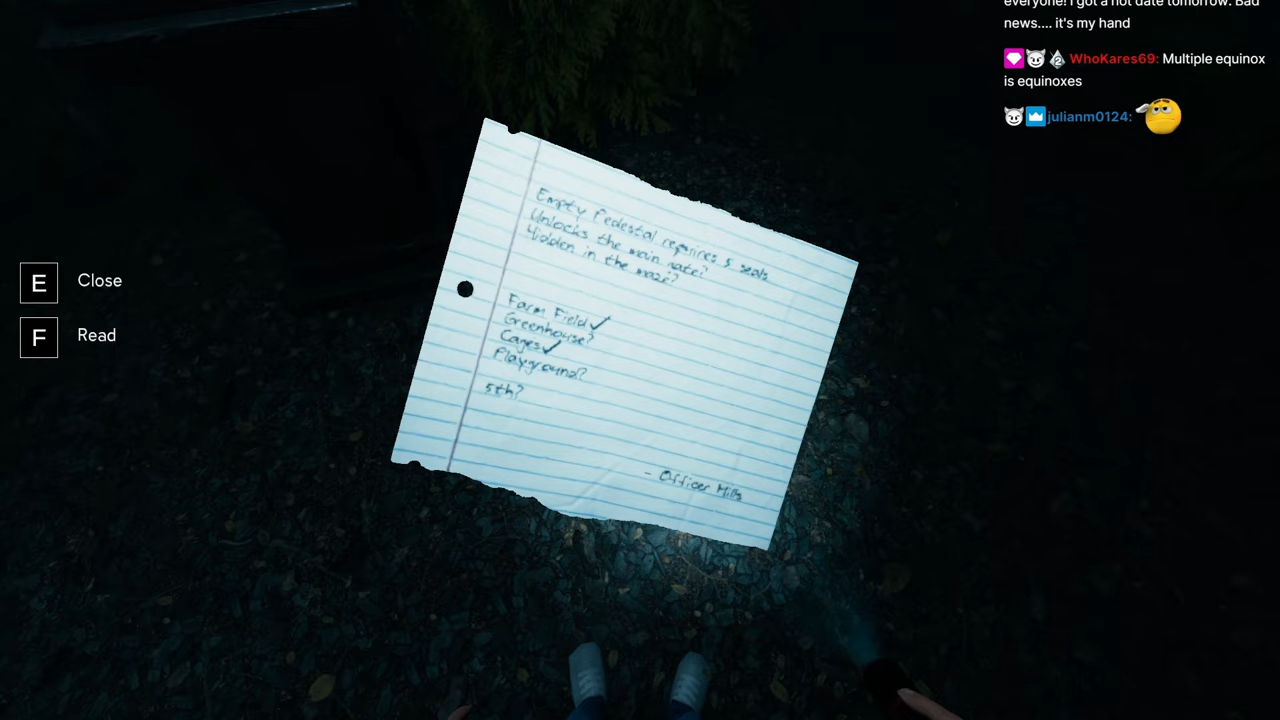 everyone! I got a hot date tomorrow. Bad
news.... it's my hand
2 WhoKares69: Multiple equinox
is equinoxes
julianm0124:
E Close
F Read
Empty Pedestal requires 5 seals
Unlocks the main gate?
Hidden in the maze?
Farm Field ✓
Greenhouse?
Cages ✓
Playground?
5th?
- Officer Mills